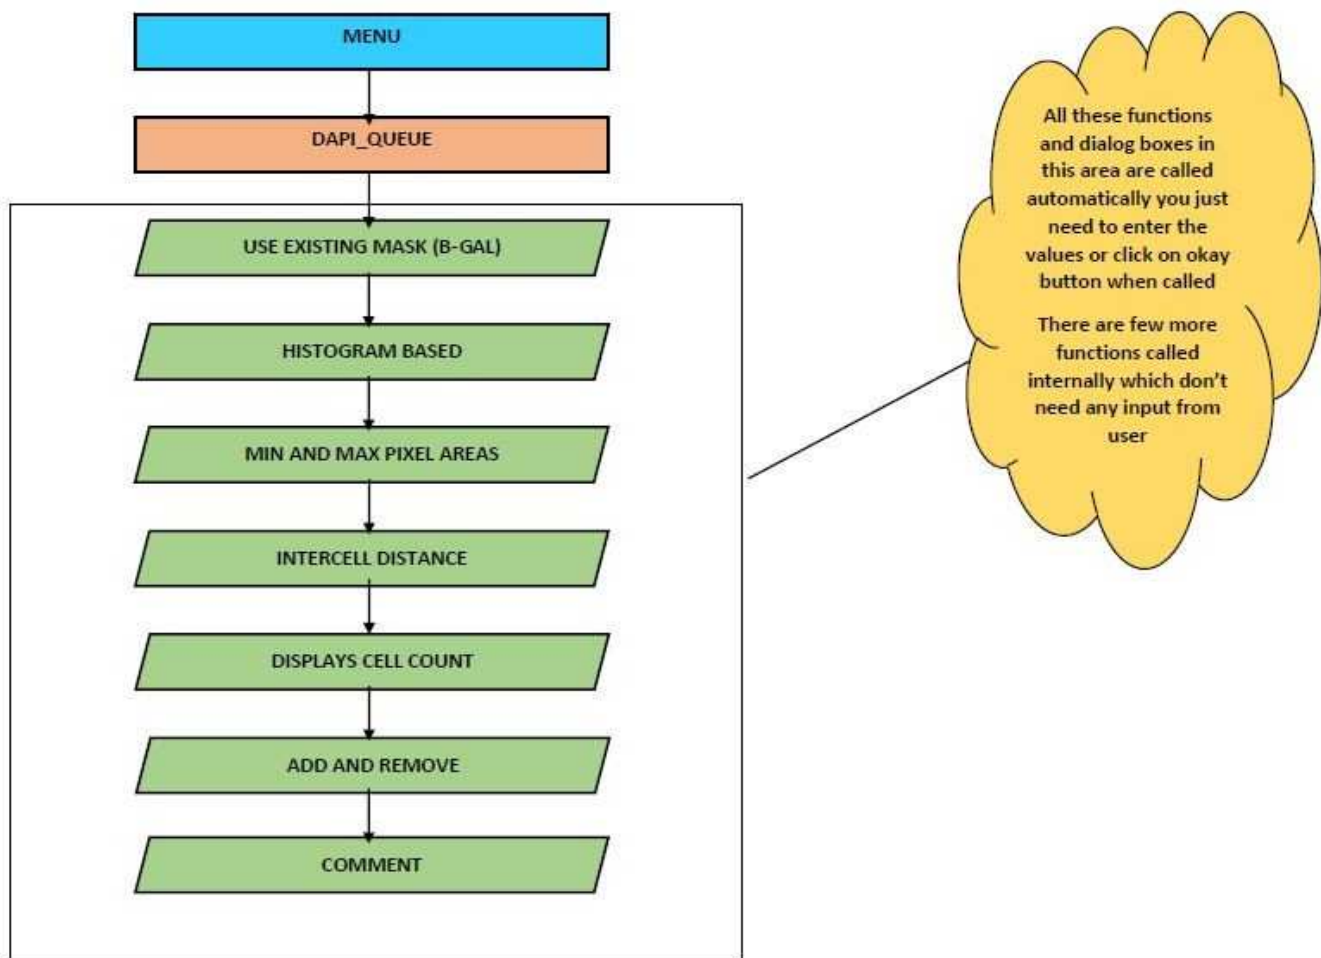 MENU
DAPI_QUEUE
USE EXISTING MASK (B-GAL)
HISTOGRAM BASED
MIN AND MAX PIXEL AREAS
INTERCELL DISTANCE
DISPLAYS CELL COUNT
ADD AND REMOVE
COMMENT
All these functions
and dialog boxes in
this area are called
automatically you just
need to enter the
values or click on okay
button when called
There are few more
functions called
internally which don't
need any input from
user